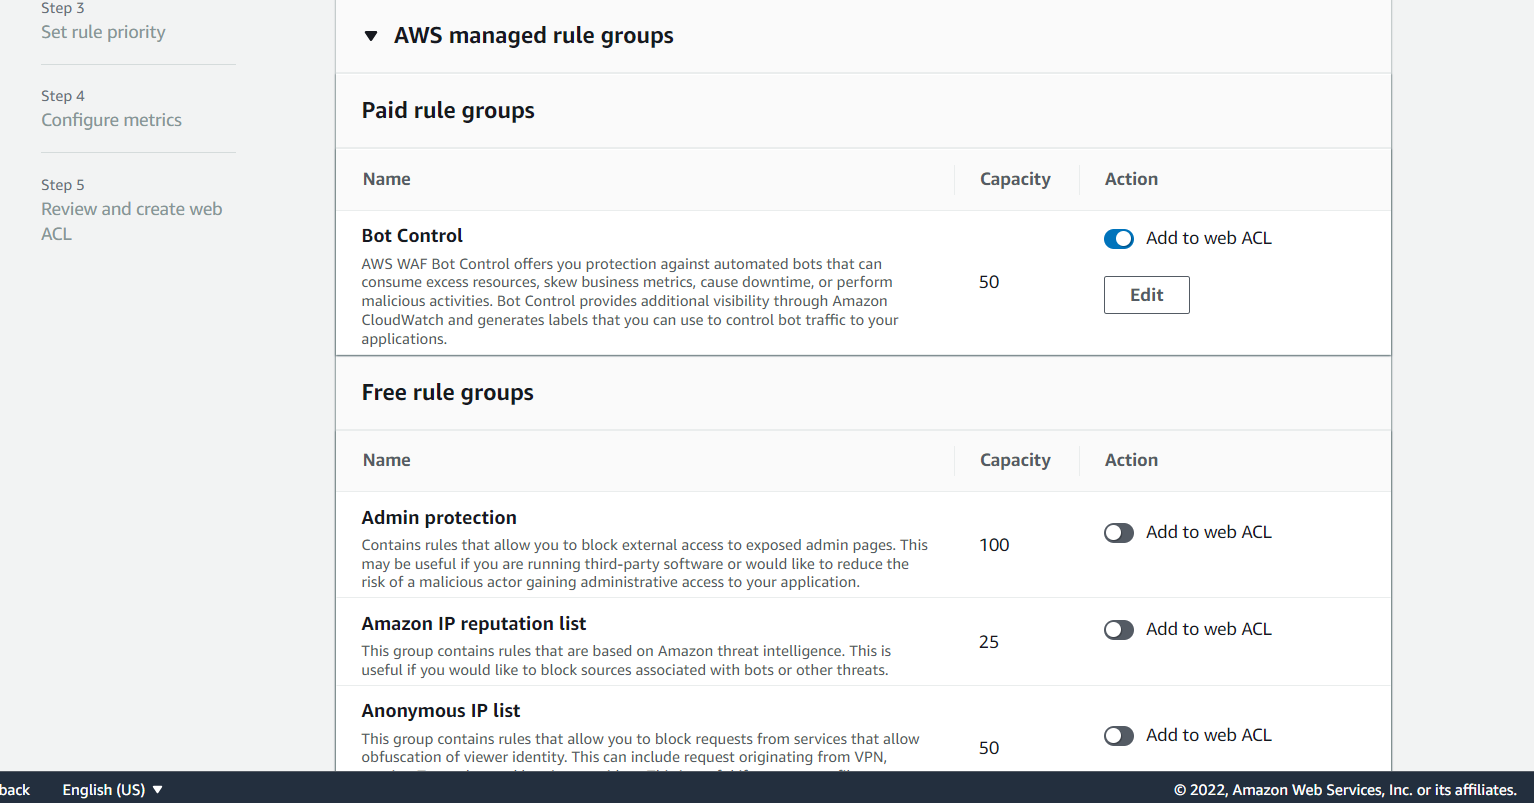 Step 3
Set rule priority
Step 4
Configure metrics
Step 5
Review and create web
ACL
AWS managed rule groups
Paid rule groups
Name Capacity Action
Bot Control
AWS WAF Bot Control offers you protection against automated bots that can
consume excess resources, skew business metrics, cause downtime, or perform
malicious activities. Bot Control provides additional visibility through Amazon
CloudWatch and generates labels that you can use to control bot traffic to your
applications.
50
Add to web ACL
Edit
Free rule groups
Name Capacity Action
Admin protection
Contains rules that allow you to block external access to exposed admin pages. This
may be useful if you are running third-party software or would like to reduce the
risk of a malicious actor gaining administrative access to your application.
100
Add to web ACL
Amazon IP reputation list
This group contains rules that are based on Amazon threat intelligence. This is
useful if you would like to block sources associated with bots or other threats.
25
Add to web ACL
Anonymous IP list
This group contains rules that allow you to block requests from services that allow
obfuscation of viewer identity. This can include request originating from VPN,
50
Add to web ACL
back English (US) © 2022, Amazon Web Services, Inc. or its affiliates.